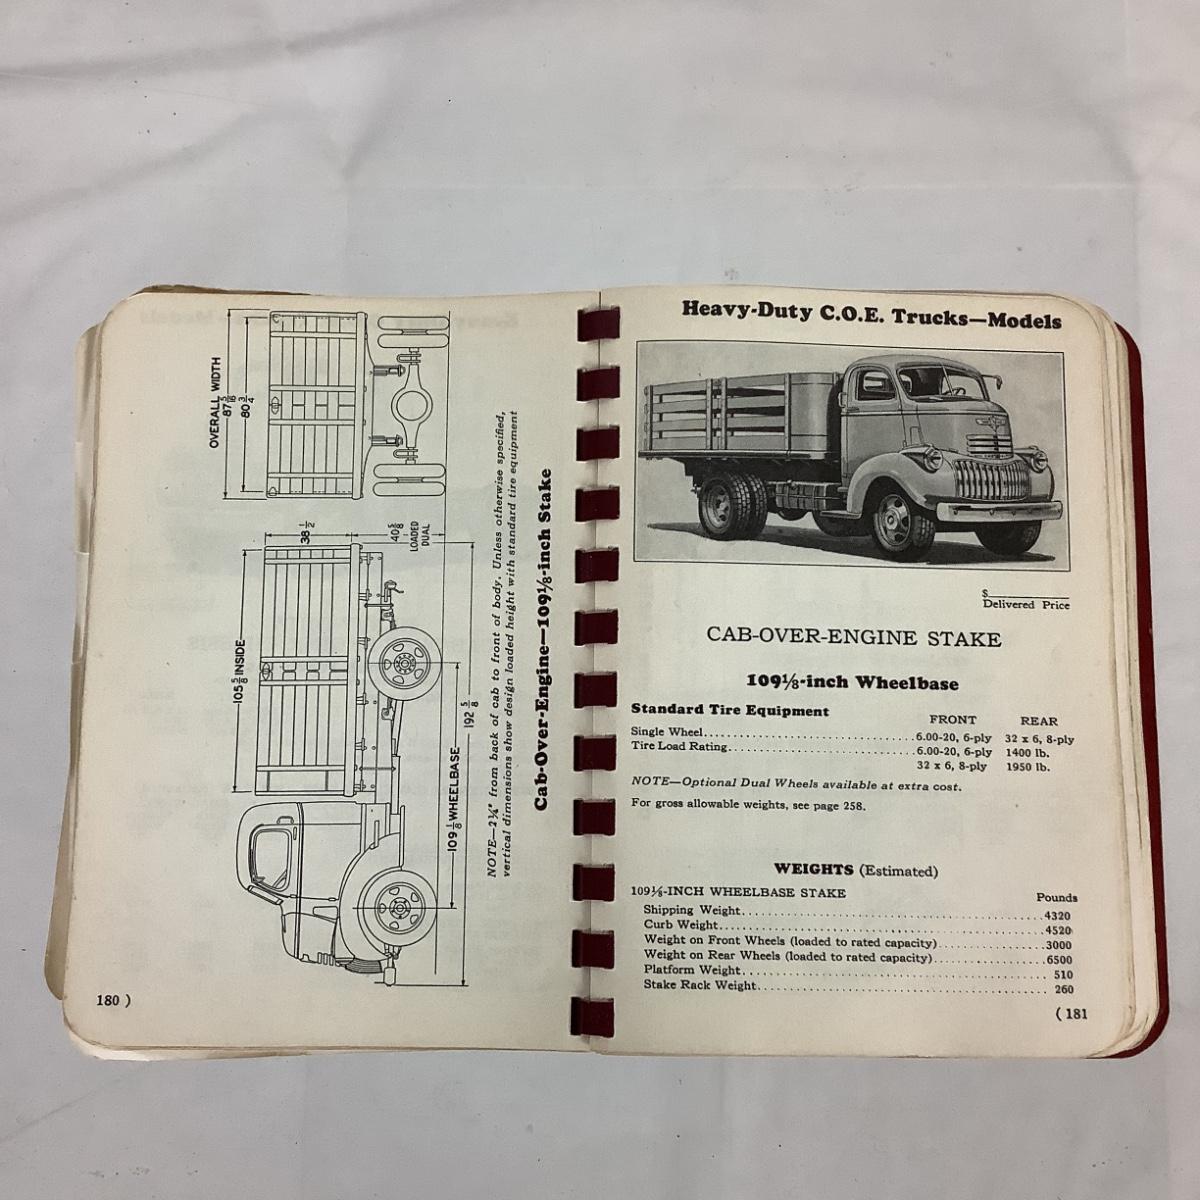 OVERALL WIDTH
87 5/16
80 3/4
38 1/2
40 5/8
LOADED
DUAL
105 5/8 INSIDE
109 1/8 WHEELBASE
192 5/8
NOTE—2¼" from back of cab to front of body. Unless otherwise specified,
vertical dimensions show design loaded height with standard tire equipment
Cab-Over-Engine—109⅛-inch Stake
180 )
Heavy-Duty C.O.E. Trucks—Models
$
Delivered Price
CAB-OVER-ENGINE STAKE
109⅛-inch Wheelbase
Standard Tire Equipment
FRONT REAR
Single Wheel 6.00-20, 6-ply 32 x 6, 8-ply
Tire Load Rating 6.00-20, 6-ply 1400 lb.
32 x 6, 8-ply 1950 lb.
NOTE—Optional Dual Wheels available at extra cost.
For gross allowable weights, see page 258.
WEIGHTS (Estimated)
109⅛-INCH WHEELBASE STAKE Pounds
Shipping Weight 4320
Curb Weight 4520
Weight on Front Wheels (loaded to rated capacity) 3000
Weight on Rear Wheels (loaded to rated capacity) 6500
Platform Weight 510
Stake Rack Weight 260
( 181